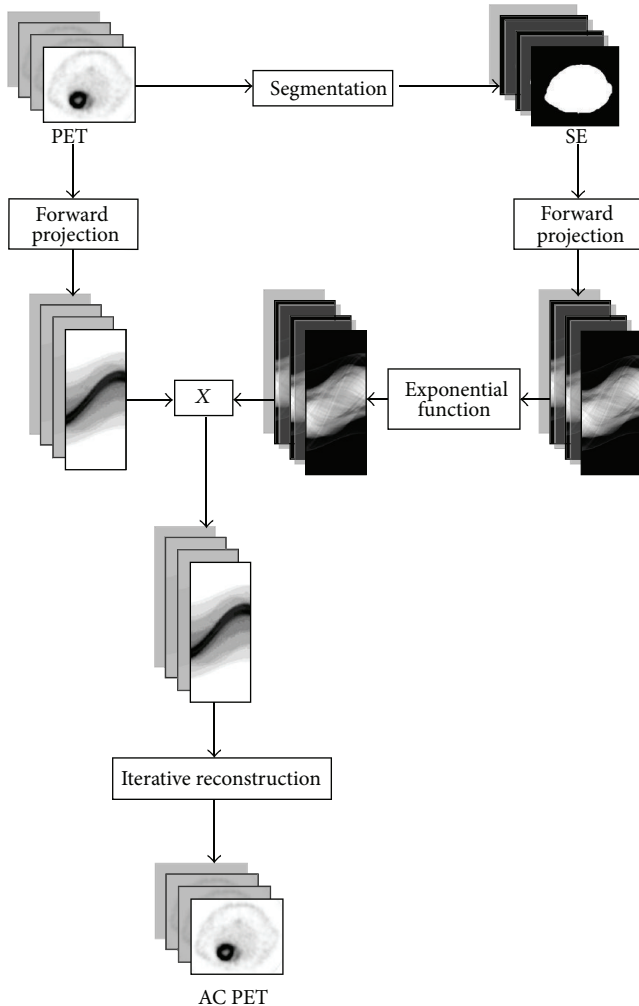 Segmentation
PET
SE
Forward
projection
Forward
projection
X
Exponential
function
Iterative reconstruction
AC PET